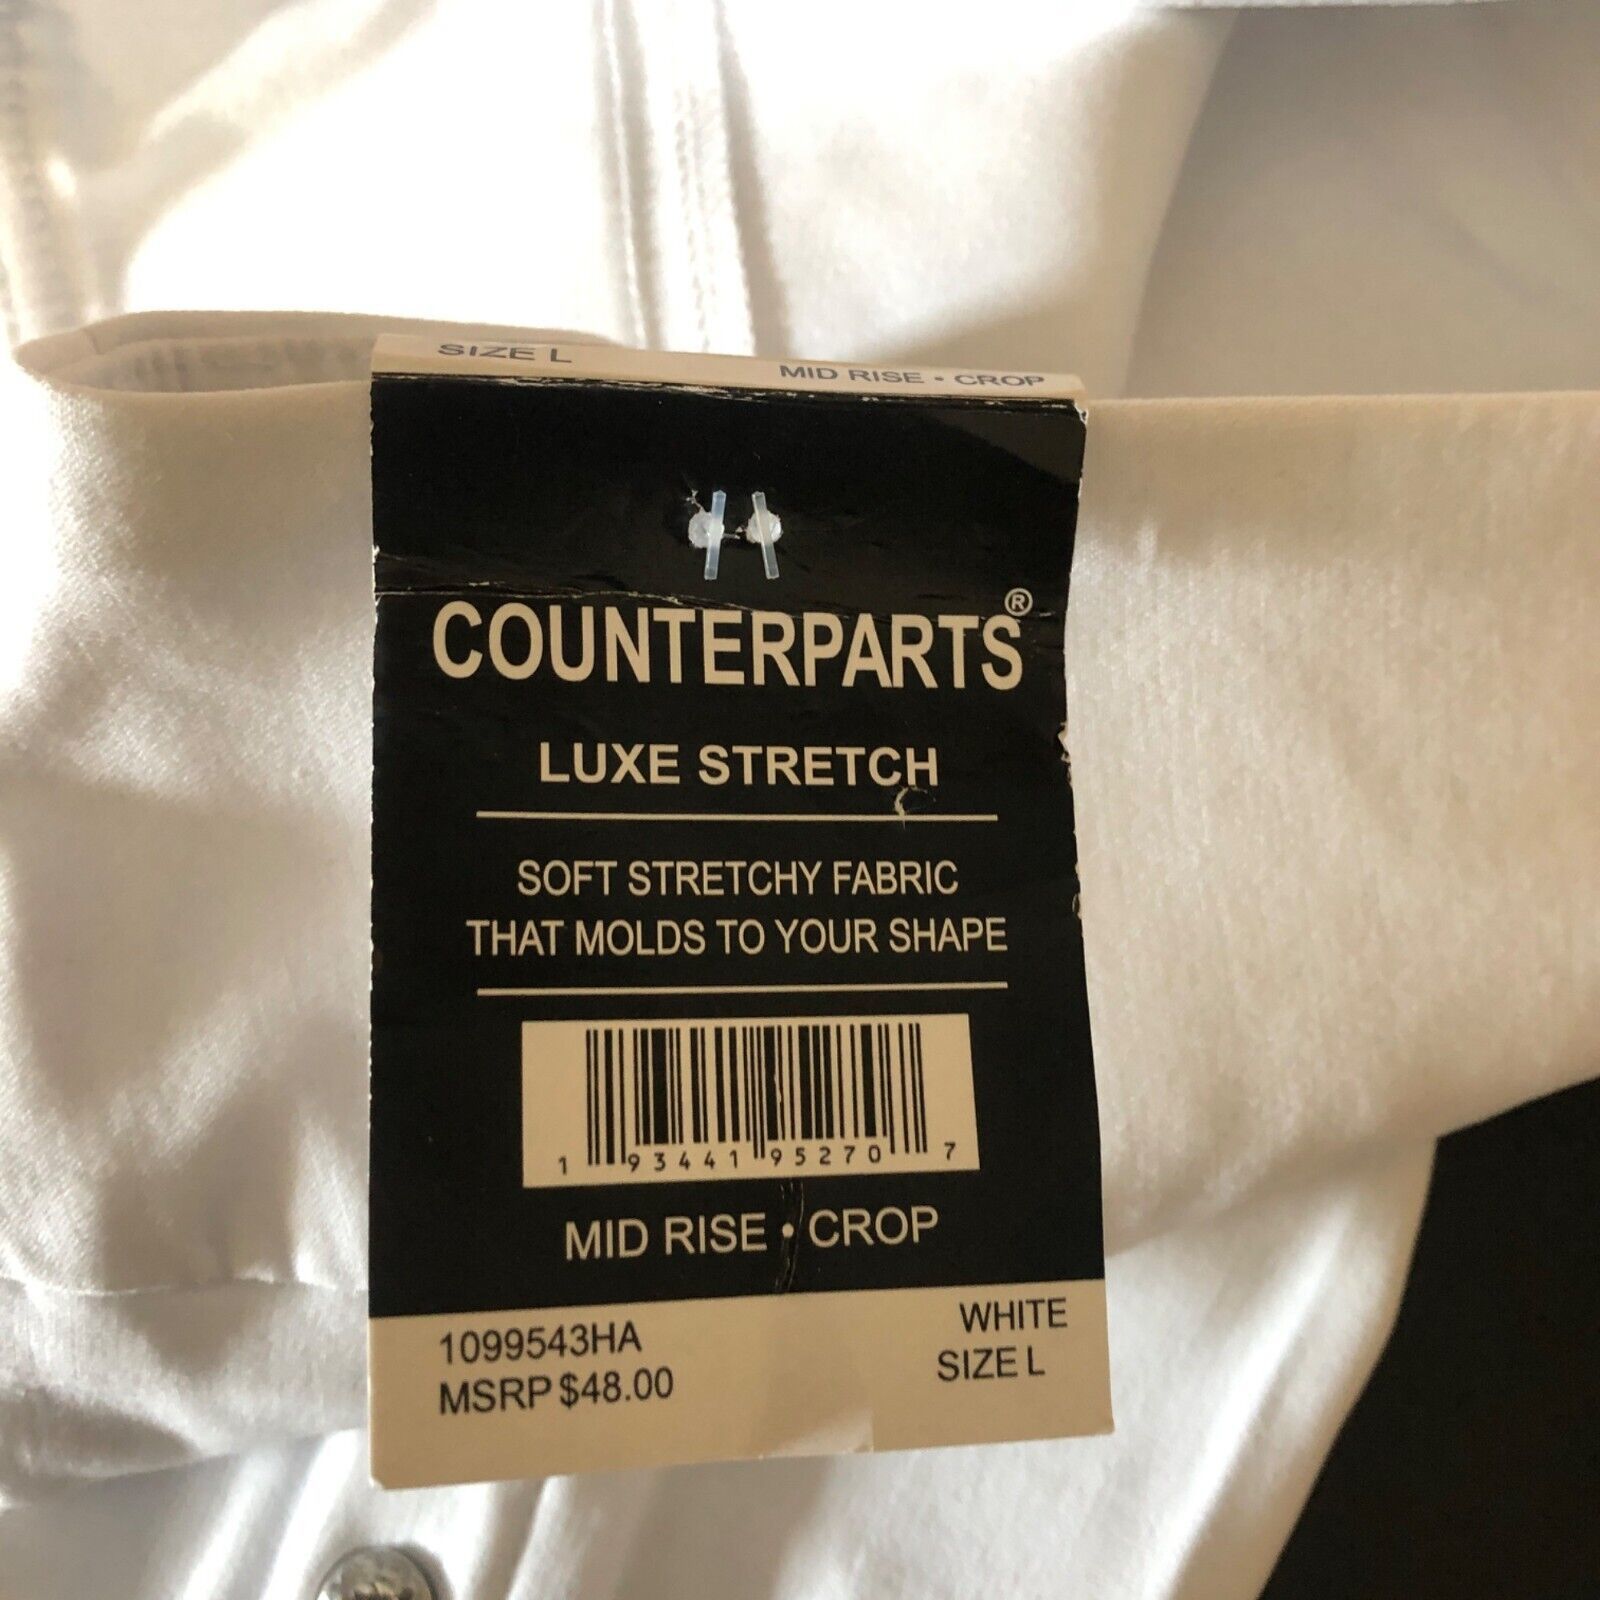 SIZE L
MID RISE • CROP
COUNTERPARTS®
LUXE STRETCH
SOFT STRETCHY FABRIC
THAT MOLDS TO YOUR SHAPE
1 93441 95270 7
MID RISE • CROP
1099543HA
WHITE
MSRP $48.00
SIZE L